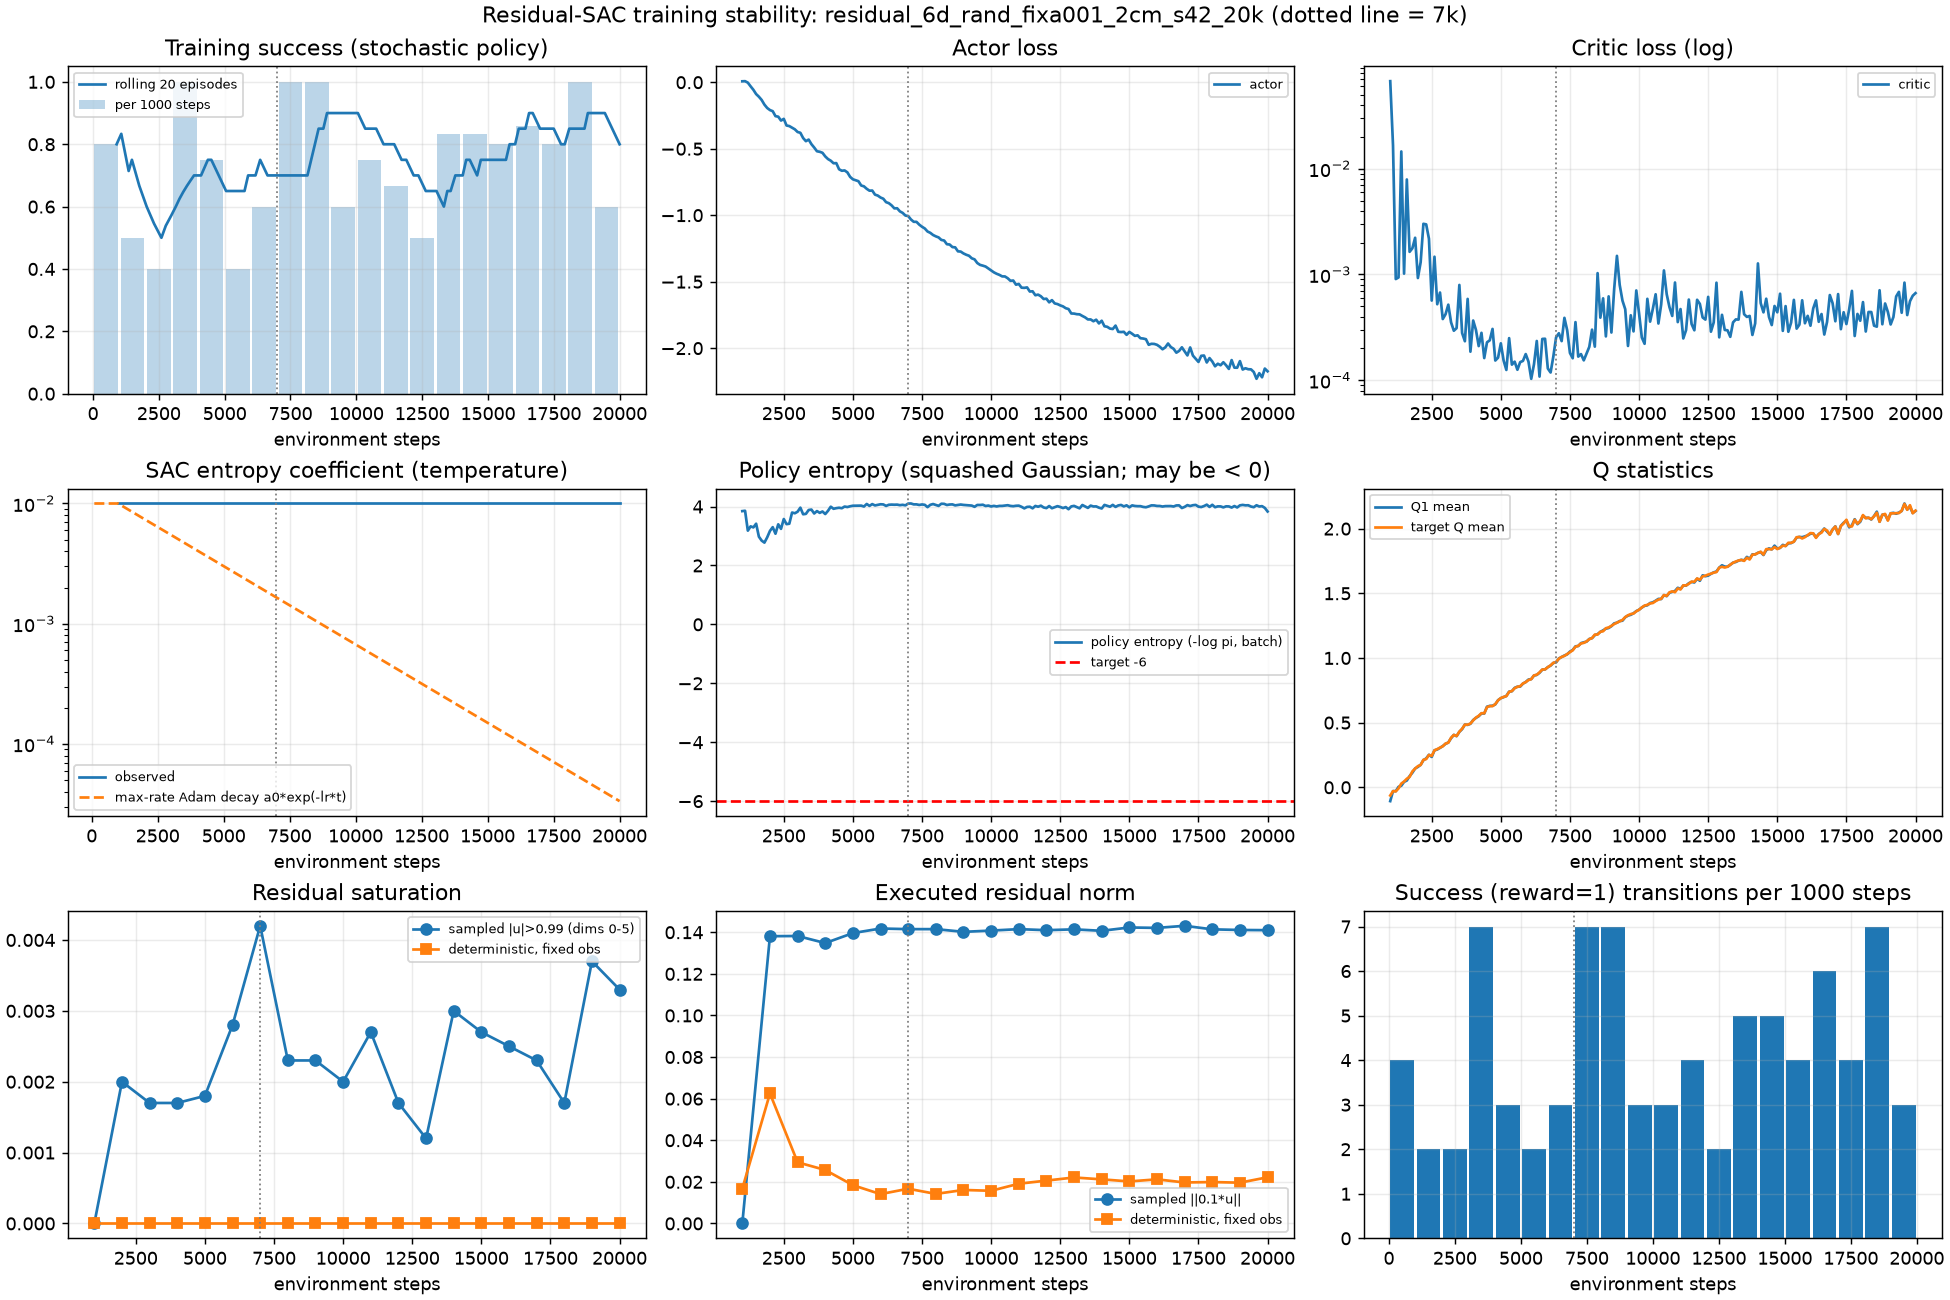 Residual-SAC training stability: residual_6d_rand_fixa001_2cm_s42_20k (dotted line = 7k)
Training success (stochastic policy)
rolling 20 episodes
per 1000 steps
1.0
0.8
0.6
0.4
0.2
0.0
0 2500 5000 7500 10000 12500 15000 17500 20000
environment steps
Actor loss
actor
0.0
−0.5
−1.0
−1.5
−2.0
2500 5000 7500 10000 12500 15000 17500 20000
environment steps
Critic loss (log)
critic
10⁻²
10⁻³
10⁻⁴
2500 5000 7500 10000 12500 15000 17500 20000
environment steps
SAC entropy coefficient (temperature)
10⁻²
10⁻³
10⁻⁴
observed
max-rate Adam decay a0*exp(-lr*t)
0 2500 5000 7500 10000 12500 15000 17500 20000
environment steps
Policy entropy (squashed Gaussian; may be < 0)
4
2
0
−2
−4
−6
policy entropy (-log pi, batch)
target -6
2500 5000 7500 10000 12500 15000 17500 20000
environment steps
Q statistics
Q1 mean
target Q mean
2.0
1.5
1.0
0.5
0.0
2500 5000 7500 10000 12500 15000 17500 20000
environment steps
Residual saturation
sampled |u|>0.99 (dims 0-5)
deterministic, fixed obs
0.004
0.003
0.002
0.001
0.000
2500 5000 7500 10000 12500 15000 17500 20000
environment steps
Executed residual norm
0.14
0.12
0.10
0.08
0.06
0.04
0.02
0.00
sampled ||0.1*u||
deterministic, fixed obs
2500 5000 7500 10000 12500 15000 17500 20000
environment steps
Success (reward=1) transitions per 1000 steps
7
6
5
4
3
2
1
0
0 2500 5000 7500 10000 12500 15000 17500 20000
environment steps